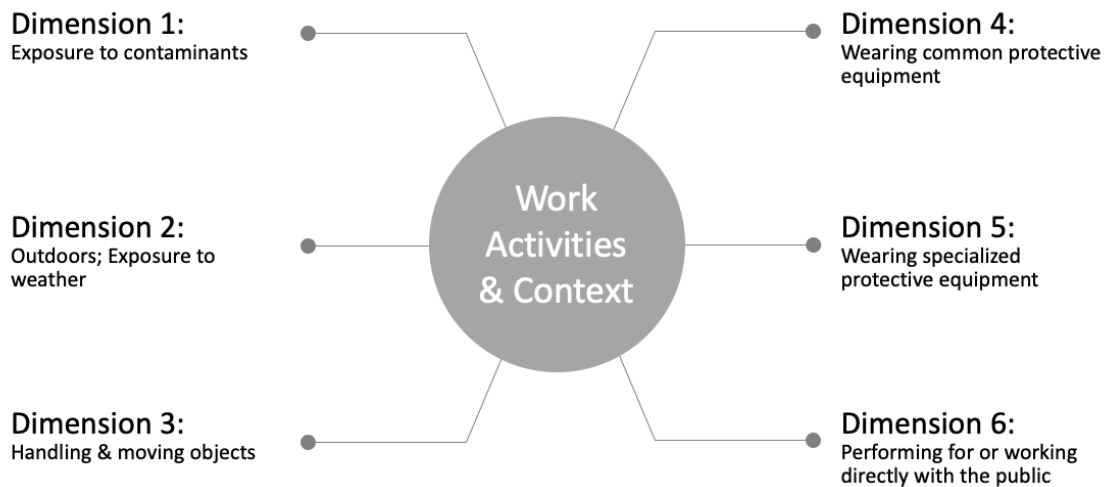 Dimension 1:
Exposure to contaminants
Dimension 2:
Outdoors; Exposure to
weather
Dimension 3:
Handling & moving objects
Work
Activities
& Context
Dimension 4:
Wearing common protective
equipment
Dimension 5:
Wearing specialized
protective equipment
Dimension 6:
Performing for or working
directly with the public